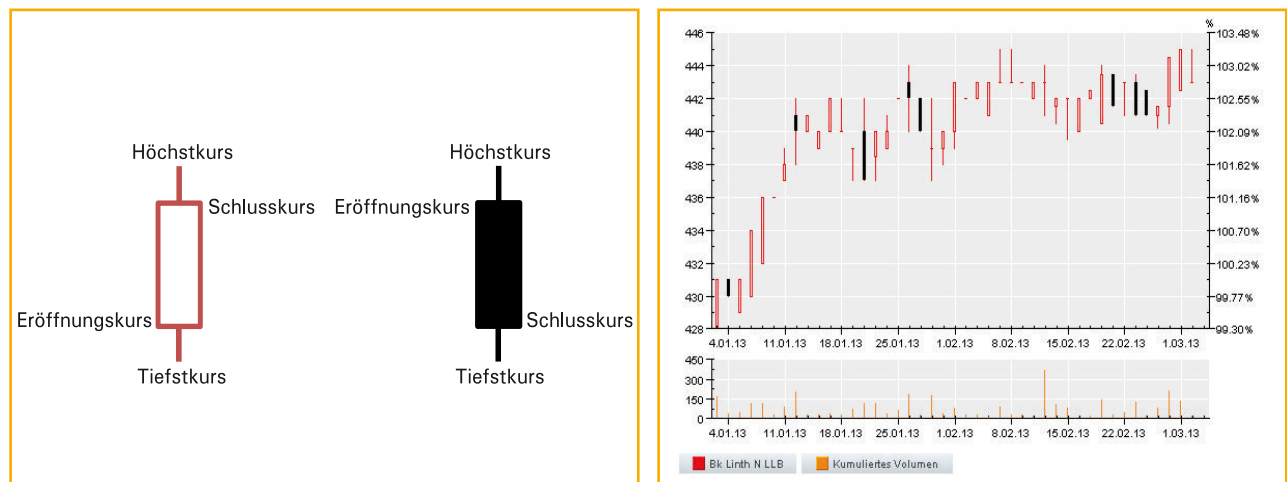 Höchstkurs
Höchstkurs
Schlusskurs
Eröffnungskurs
Eröffnungskurs
Schlusskurs
Tiefstkurs
Tiefstkurs
%
446
103.48%
444
103.02%
442
102.55%
440
102.09%
438
101.62%
436
101.16%
434
100.70%
432
100.23%
430
99.77%
428
99.30%
4.01.13 11.01.13 18.01.13 25.01.13 1.02.13 8.02.13 15.02.13 22.02.13 1.03.13
450
300
150
0
4.01.13 11.01.13 18.01.13 25.01.13 1.02.13 8.02.13 15.02.13 22.02.13 1.03.13
Bk Linth N LLB Kumuliertes Volumen